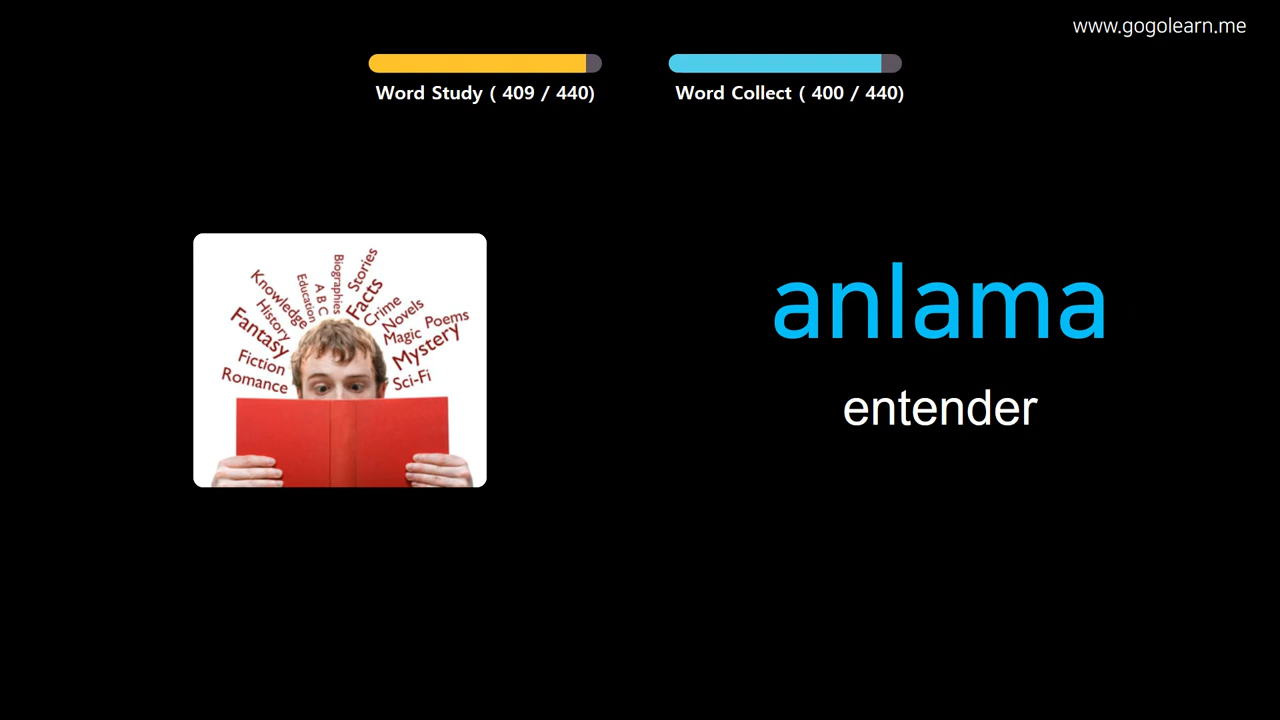 www.gogolearn.me
Word Study ( 409 / 440)
Word Collect ( 400 / 440)
Stories
Biographies
Facts
A B C
Education
Knowledge
Crime
History
Novels
Poems
Fantasy
Magic
Mystery
Fiction
Romance
Sci-Fi
anlama
entender